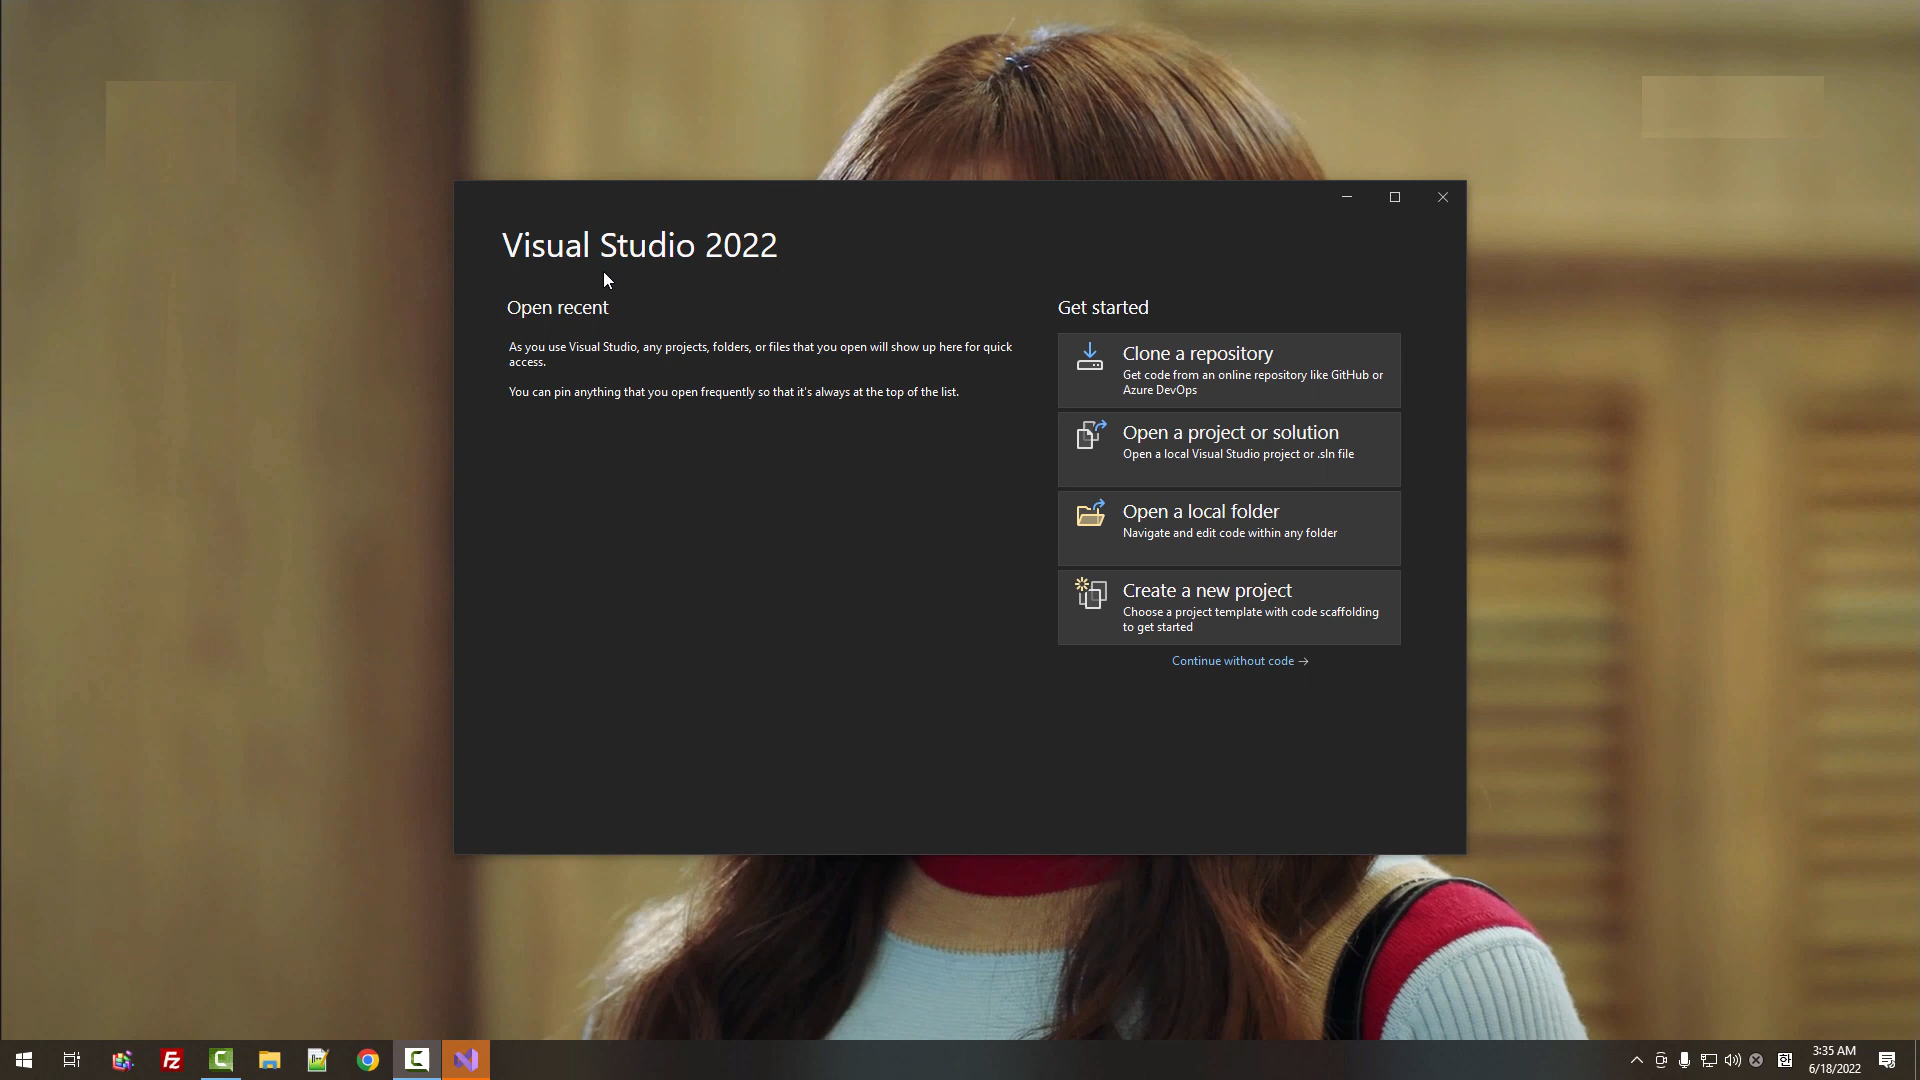 Visual Studio 2022
Open recent
As you use Visual Studio, any projects, folders, or files that you open will show up here for quick
access.
You can pin anything that you open frequently so that it's always at the top of the list.
Get started
Clone a repository
Get code from an online repository like GitHub or
Azure DevOps
Open a project or solution
Open a local Visual Studio project or .sln file
Open a local folder
Navigate and edit code within any folder
Create a new project
Choose a project template with code scaffolding
to get started
Continue without code →
Fz
C
C
한
3:35 AM
6/18/2022